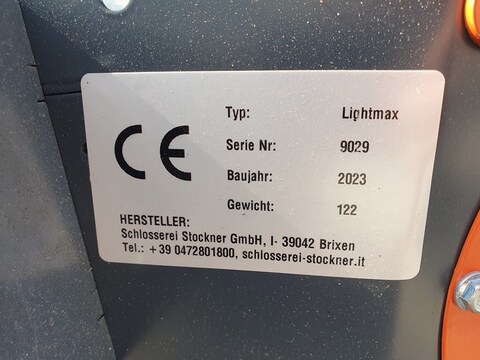 CE
Typ: Lightmax
Serie Nr: 9029
Baujahr: 2023
Gewicht: 122
HERSTELLER:
Schlosserei Stockner GmbH, I- 39042 Brixen
Tel.: +39 0472801800, schlosserei-stockner.it